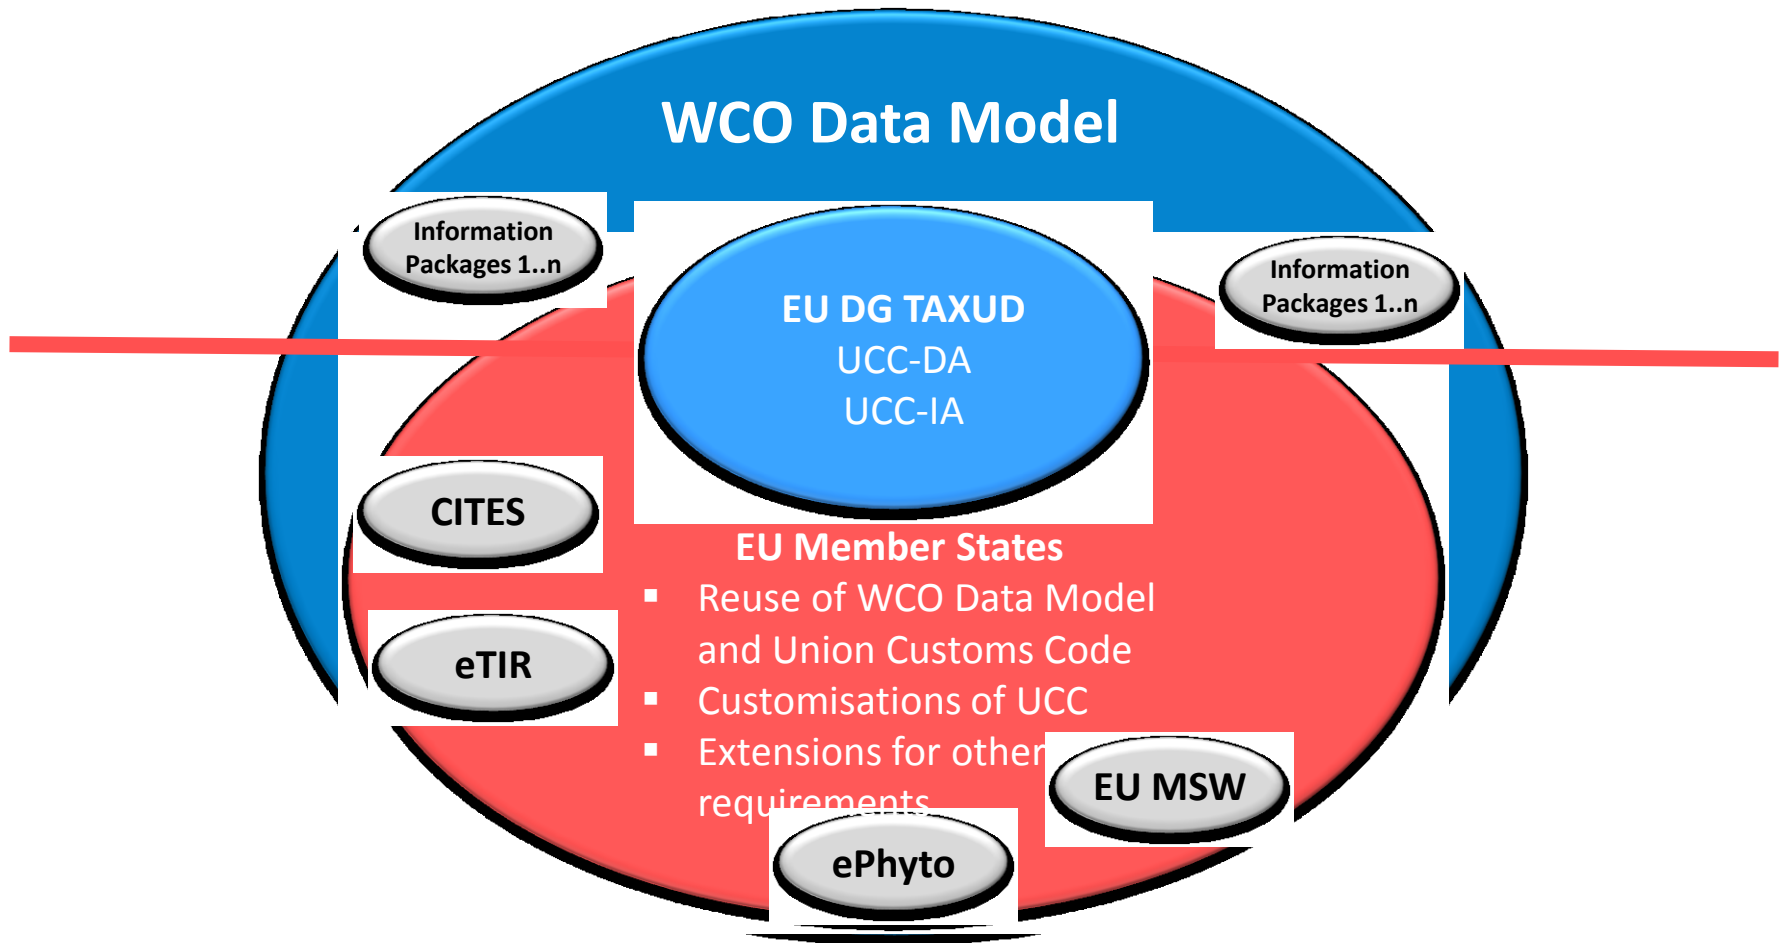 WCO Data Model
Information
Packages 1..n
Information
Packages 1..n
EU DG TAXUD
UCC-DA
UCC-IA
CITES
eTIR
EU Member States
▪ Reuse of WCO Data Model
and Union Customs Code
▪ Customisations of UCC
▪ Extensions for other
requirements
EU MSW
ePhyto